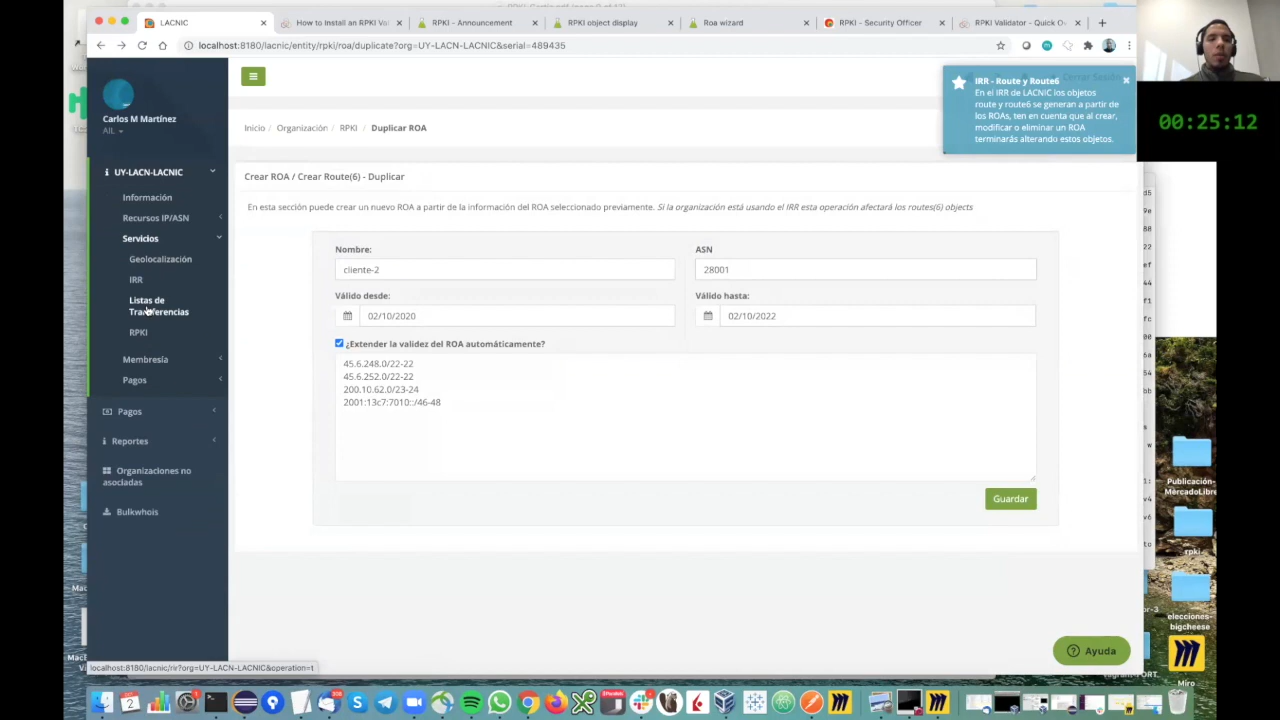 LACNIC
How to Install an RPKI Val
RPKI - Announcement
RPKI object display
Roa wizard
RPKI - Security Officer
RPKI Validator - Quick O
localhost:8180/lacnic/entity/rpki/roa/duplicate?org=UY-LACN-LACNIC&serial=489435
00:25:12
Carlos M Martínez
AIL
IRR - Route y Route6
En el IRR de LACNIC los objetos
route y route6 se generan a partir de
los ROAs, ten en cuenta que al crear,
modificar o eliminar un ROA
terminarás alterando estos objetos.
Inicio / Organización / RPKI / Duplicar ROA
UY-LACN-LACNIC
Información
Recursos IP/ASN
Servicios
Geolocalización
IRR
Listas de
Transferencias
RPKI
Membresía
Pagos
Pagos
Reportes
Organizaciones no
asociadas
Bulkwhois
Crear ROA / Crear Route(6) - Duplicar
En esta sección puede crear un nuevo ROA a partir de la información del ROA seleccionado previamente. Si la organización está usando el IRR esta operación afectará los routes(6) objects
Nombre:
ASN
cliente-2
28001
Válido desde:
Válido hasta:
02/10/2020
02/10/2022
¿Extender la validez del ROA automáticamente?
45.6.248.0/22-22
45.6.252.0/22-22
200.10.62.0/23-24
2001:13c7:7010::/46-48
Guardar
Ayuda
localhost:8180/lacnic/rir?org=UY-LACN-LACNIC&operation=t
Publicación-
MercadoLibre
rpki
elecciones-
bigcheese
Miro